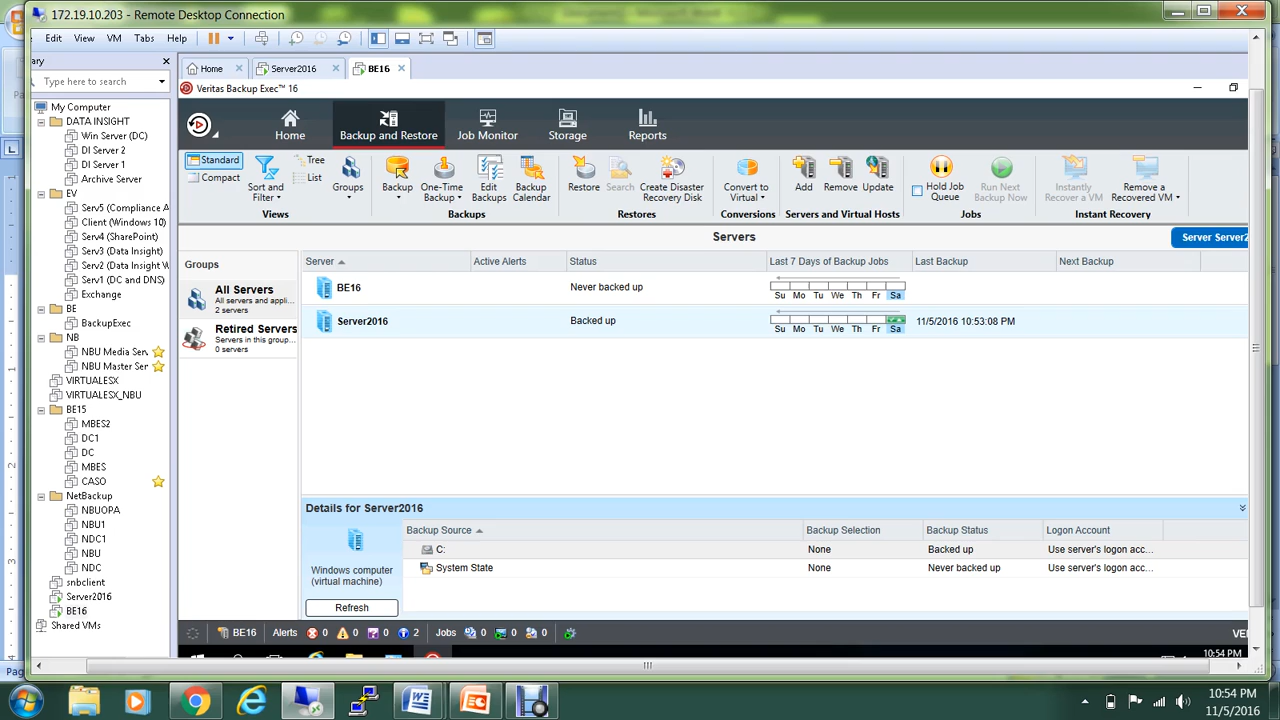 172.19.10.203 - Remote Desktop Connection
Edit View VM Tabs Help
ary
Type here to search
My Computer
DATA INSIGHT
Win Server (DC)
DI Server 2
DI Server 1
Archive Server
EV
Serv5 (Compliance A
Client (Windows 10)
Serv4 (SharePoint)
Serv3 (Data Insight)
Serv2 (Data Insight W
Serv1 (DC and DNS)
Exchange
BE
BackupExec
NB
NBU Media Serv
NBU Master Ser
VIRTUALESX
VIRTUALESX_NBU
BE15
MBES2
DC1
DC
MBES
CASO
NetBackup
NBUOPA
NBU1
NDC1
NBU
NDC
snbclient
Server2016
BE16
Shared VMs
Home Server2016 BE16
Veritas Backup Exec™ 16
Home Backup and Restore Job Monitor Storage Reports
Standard
Compact
Sort and Filter
Tree
List
Groups
Views
Backup
One-Time Backup
Edit Backups
Backup Calendar
Backups
Restore
Search
Create Disaster Recovery Disk
Restores
Convert to Virtual
Conversions
Add
Remove
Update
Servers and Virtual Hosts
Hold Job Queue
Run Next Backup Now
Jobs
Instantly Recover a VM
Remove a Recovered VM
Instant Recovery
Servers
Server Server2
Groups
All Servers
All servers and appli...
2 servers
Retired Servers
Servers in this group...
0 servers
Server Active Alerts Status Last 7 Days of Backup Jobs Last Backup Next Backup
BE16 Never backed up
Su Mo Tu We Th Fr Sa
Server2016 Backed up 11/5/2016 10:53:08 PM
Su Mo Tu We Th Fr Sa
Details for Server2016
Windows computer
(virtual machine)
Refresh
Backup Source Backup Selection Backup Status Logon Account
C: None Backed up Use server's logon acc...
System State None Never backed up Use server's logon acc...
BE16 Alerts 0 0 0 2 Jobs 0 0 0
10:54 PM
10:54 PM
11/5/2016